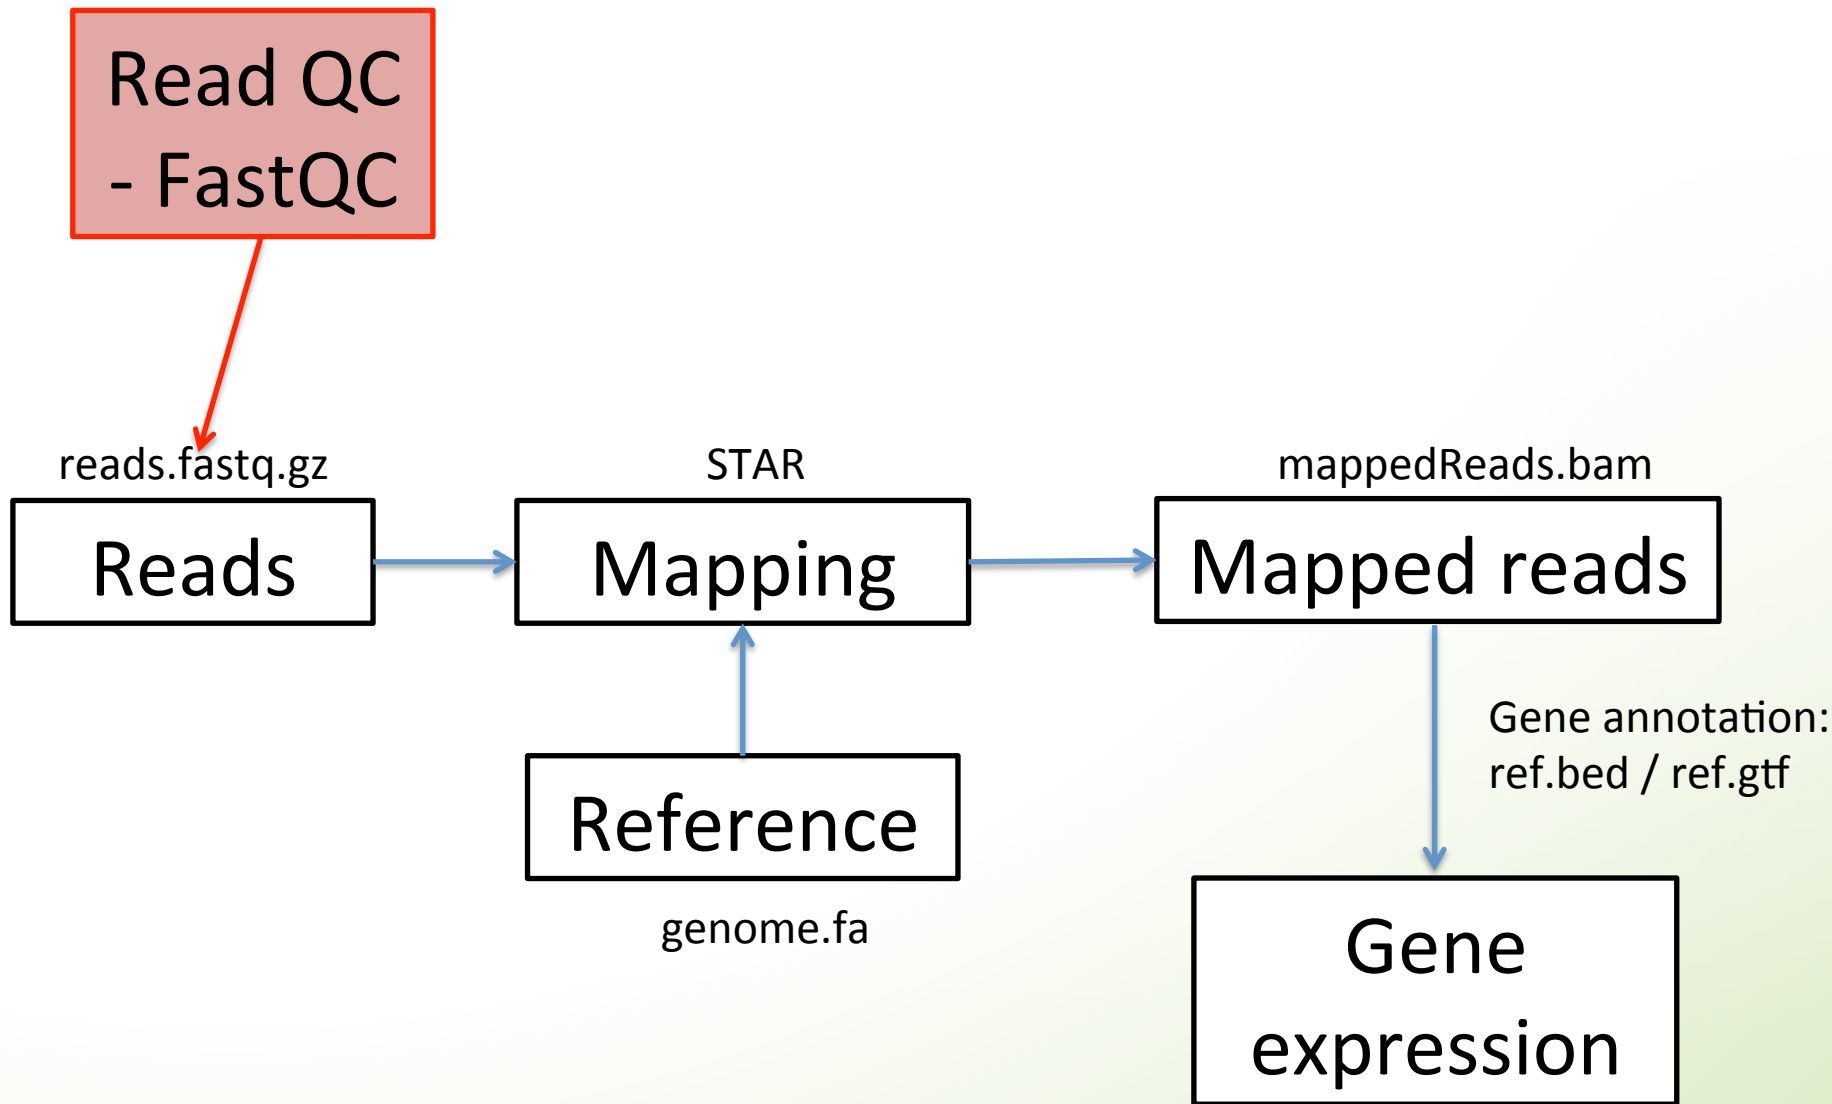 Read QC
- FastQC
reads.fastq.gz
Reads
STAR
Mapping
mappedReads.bam
Mapped reads
Reference
genome.fa
Gene annotation:
ref.bed / ref.gtf
Gene
expression